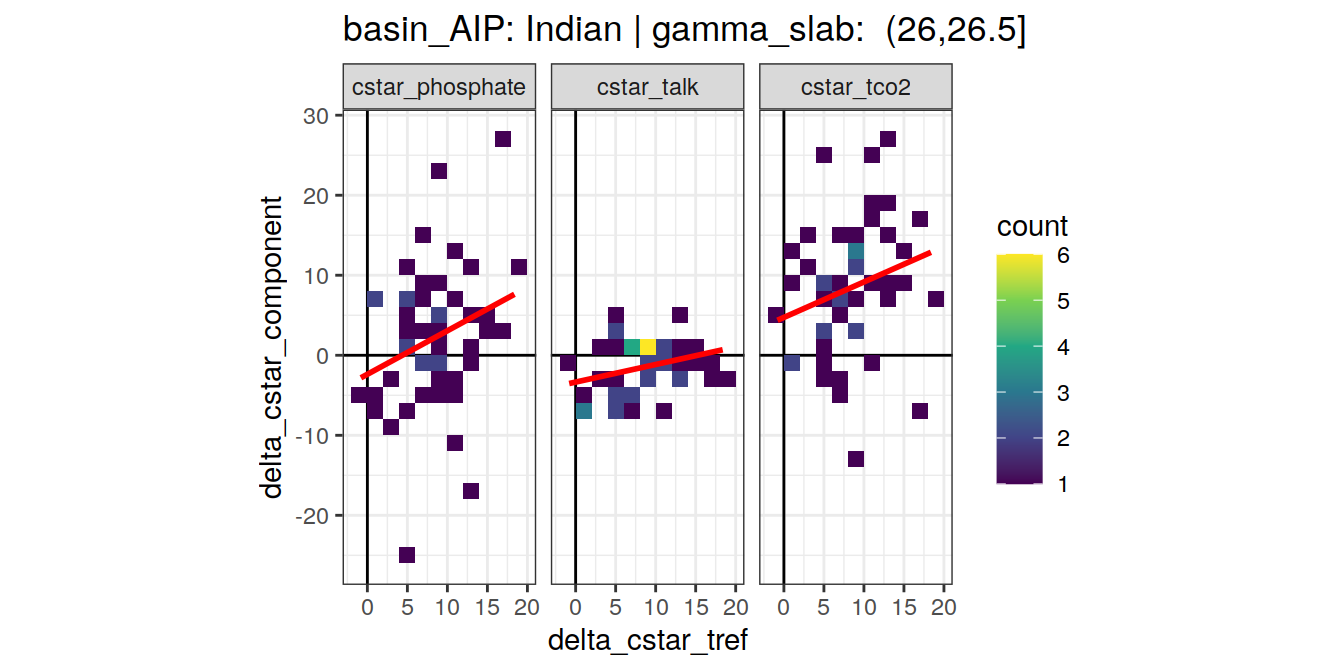 basin_AIP: Indian | gamma_slab:  (26,26.5]
cstar_phosphate
cstar_talk
cstar_tco2
delta_cstar_component
30
20
10
0
-10
-20
0 5 10 15 20
0 5 10 15 20
0 5 10 15 20
delta_cstar_tref
count
6
5
4
3
2
1